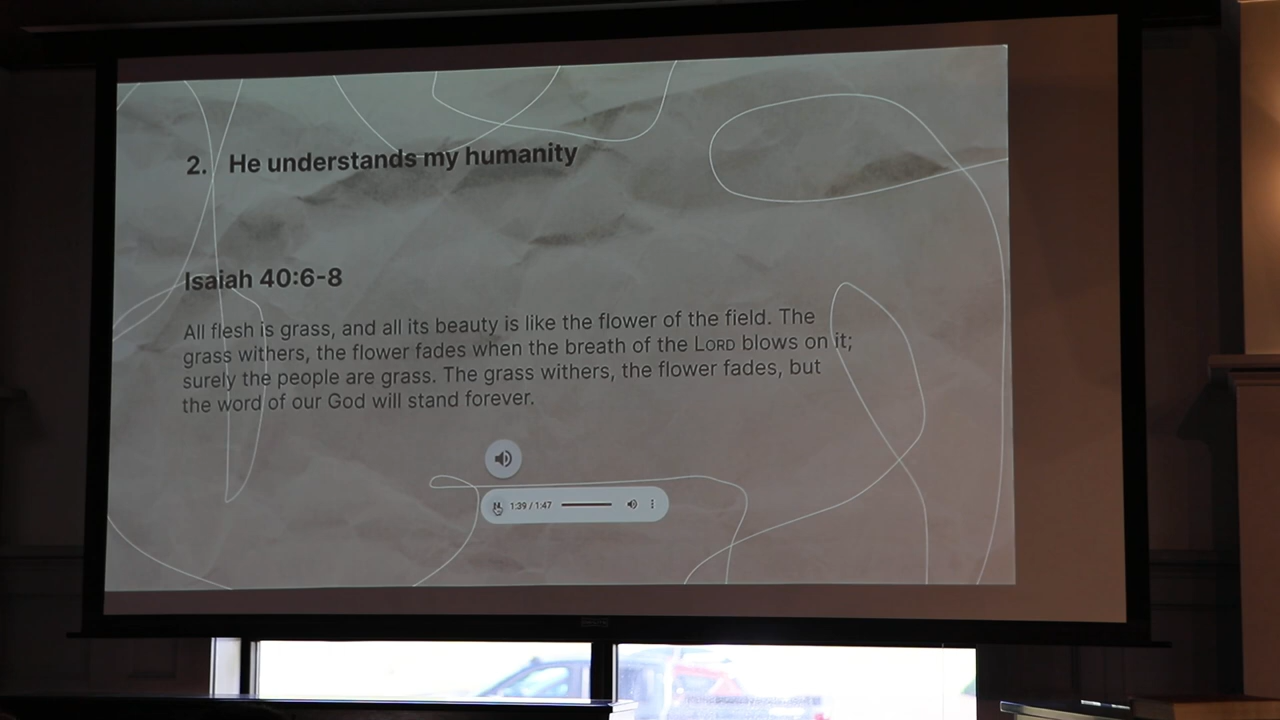 2. He understands my humanity
Isaiah 40:6-8
All flesh is grass, and all its beauty is like the flower of the field. The
grass withers, the flower fades when the breath of the LORD blows on it;
surely the people are grass. The grass withers, the flower fades, but
the word of our God will stand forever.
1:39 / 1:47